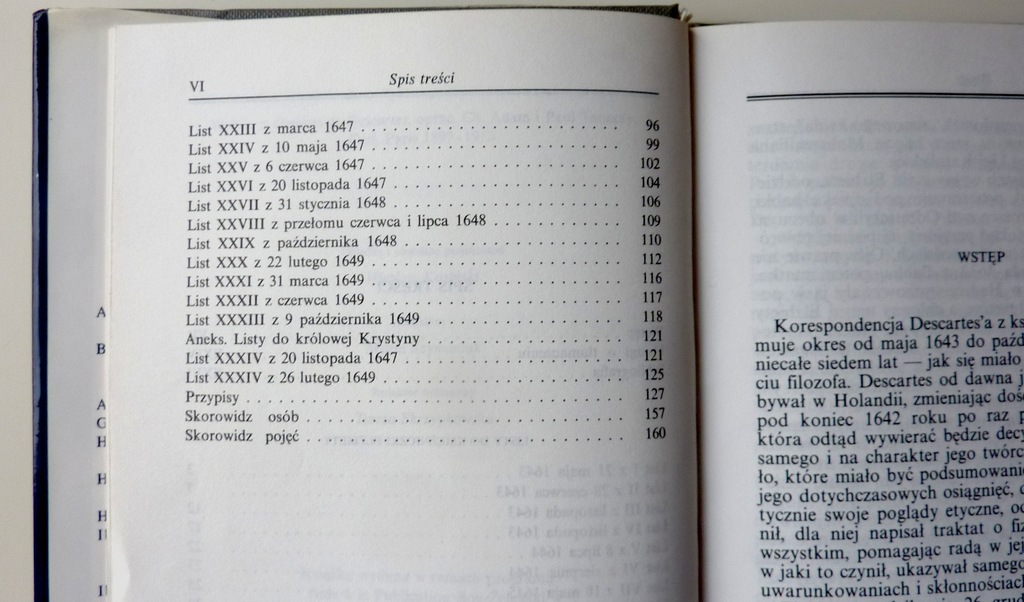 VI Spis treści
List XXIII z marca 1647 . . . . . . . . . . . . . . . . . . . . . . . . 96
List XXIV z 10 maja 1647 . . . . . . . . . . . . . . . . . . . . . . . 99
List XXV z 6 czerwca 1647 . . . . . . . . . . . . . . . . . . . . . . . 102
List XXVI z 20 listopada 1647 . . . . . . . . . . . . . . . . . . . . . 104
List XXVII z 31 stycznia 1648 . . . . . . . . . . . . . . . . . . . . . 106
List XXVIII z przełomu czerwca i lipca 1648 . . . . . . . . . . . . 109
List XXIX z października 1648 . . . . . . . . . . . . . . . . . . . . 110
List XXX z 22 lutego 1649 . . . . . . . . . . . . . . . . . . . . . . . 112
List XXXI z 31 marca 1649 . . . . . . . . . . . . . . . . . . . . . . . 116
List XXXII z czerwca 1649 . . . . . . . . . . . . . . . . . . . . . . . 117
List XXXIII z 9 października 1649 . . . . . . . . . . . . . . . . . . 118
Aneks. Listy do królowej Krystyny . . . . . . . . . . . . . . . . . . 121
List XXXIV z 20 listopada 1647 . . . . . . . . . . . . . . . . . . . . 121
List XXXIV z 26 lutego 1649 . . . . . . . . . . . . . . . . . . . . . . 125
Przypisy . . . . . . . . . . . . . . . . . . . . . . . . . . . . . . . . 127
Skorowidz osób . . . . . . . . . . . . . . . . . . . . . . . . . . . . 157
Skorowidz pojęć . . . . . . . . . . . . . . . . . . . . . . . . . . . . 160
WSTĘP
Korespondencja Descartes'a z
muje okres od maja 1643 do
niecałe siedem lat — jak się miało
ciu filozofa. Descartes od dawna
bywał w Holandii, zmieniając
pod koniec 1642 roku po raz
która odtąd wywierać będzie
samego i na charakter jego
ło, które miało być
jego dotychczasowych osiągnięć,
tycznie swoje poglądy etyczne,
nił, dla niej napisał traktat o
wszystkim, pomagając radą w
w jaki to czynił, ukazywał
uwarunkowaniach i